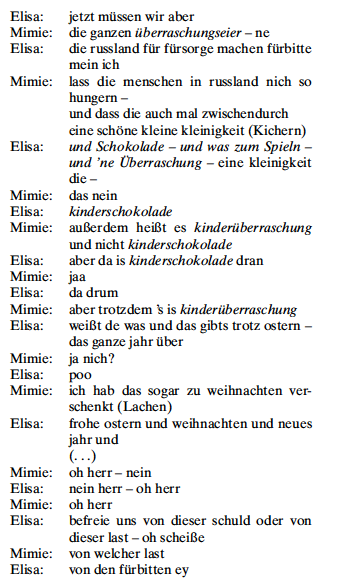 Elisa: jetzt müssen wir aber
Mimie: die ganzen überraschungseier – ne
Elisa: die russland für fürsorge machen fürbitte
mein ich
Mimie: lass die menschen in russland nich so
hungern –
und dass die auch mal zwischendurch
eine schöne kleine kleinigkeit (Kichern)
Elisa: und Schokolade – und was zum Spielen –
und 'ne Überraschung – eine kleinigkeit
die –
Mimie: das nein
Elisa: kinderschokolade
Mimie: außerdem heißt es kinderüberraschung
und nicht kinderschokolade
Elisa: aber da is kinderschokolade dran
Mimie: jaa
Elisa: da drum
Mimie: aber trotzdem 's is kinderüberraschung
Elisa: weißt de was und das gibts trotz ostern –
das ganze jahr über
Mimie: ja nich?
Elisa: poo
Mimie: ich hab das sogar zu weihnachten ver-
schenkt (Lachen)
Elisa: frohe ostern und weihnachten und neues
jahr und
(. . .)
Mimie: oh herr – nein
Elisa: nein herr – oh herr
Mimie: oh herr
Elisa: befreie uns von dieser schuld oder von
dieser last – oh scheiße
Mimie: von welcher last
Elisa: von den fürbitten ey